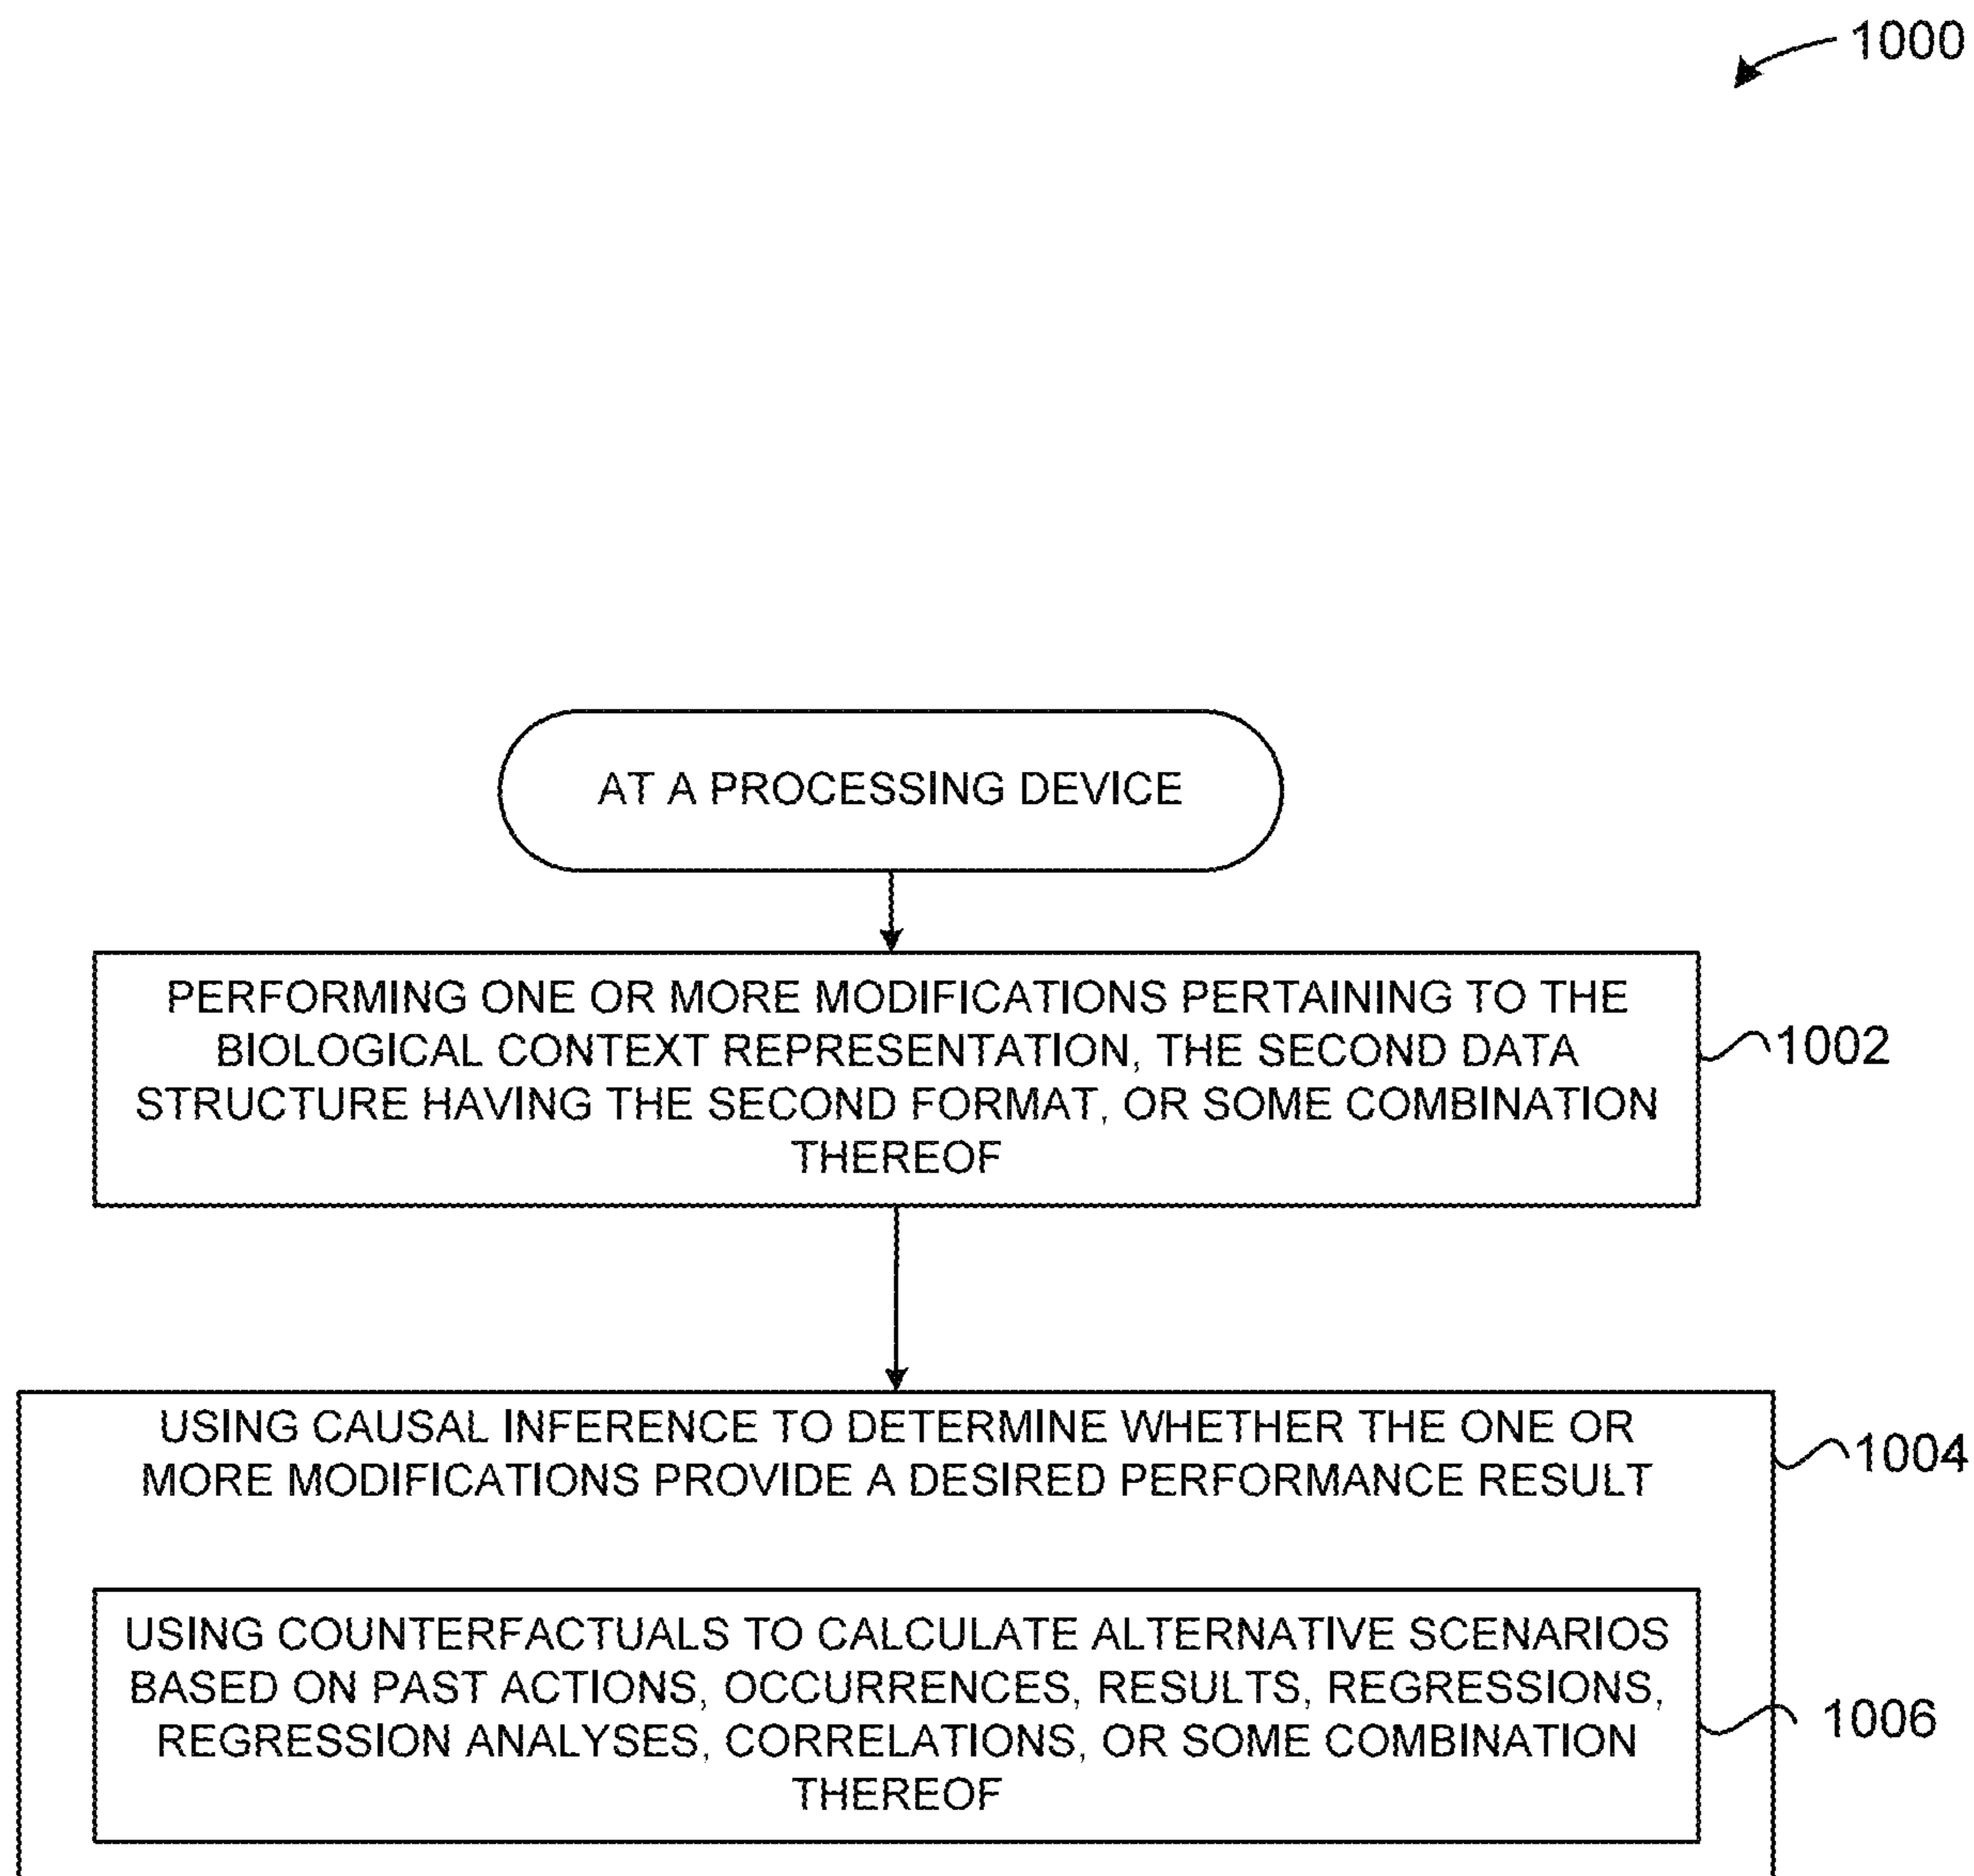 1000
AT A PROCESSING DEVICE
PERFORMING ONE OR MORE MODIFICATIONS PERTAINING TO THE
BIOLOGICAL CONTEXT REPRESENTATION, THE SECOND DATA
STRUCTURE HAVING THE SECOND FORMAT, OR SOME COMBINATION
THEREOF
1002
USING CAUSAL INFERENCE TO DETERMINE WHETHER THE ONE OR
MORE MODIFICATIONS PROVIDE A DESIRED PERFORMANCE RESULT
1004
USING COUNTERFACTUALS TO CALCULATE ALTERNATIVE SCENARIOS
BASED ON PAST ACTIONS, OCCURRENCES, RESULTS, REGRESSIONS,
REGRESSION ANALYSES, CORRELATIONS, OR SOME COMBINATION
THEREOF
1006